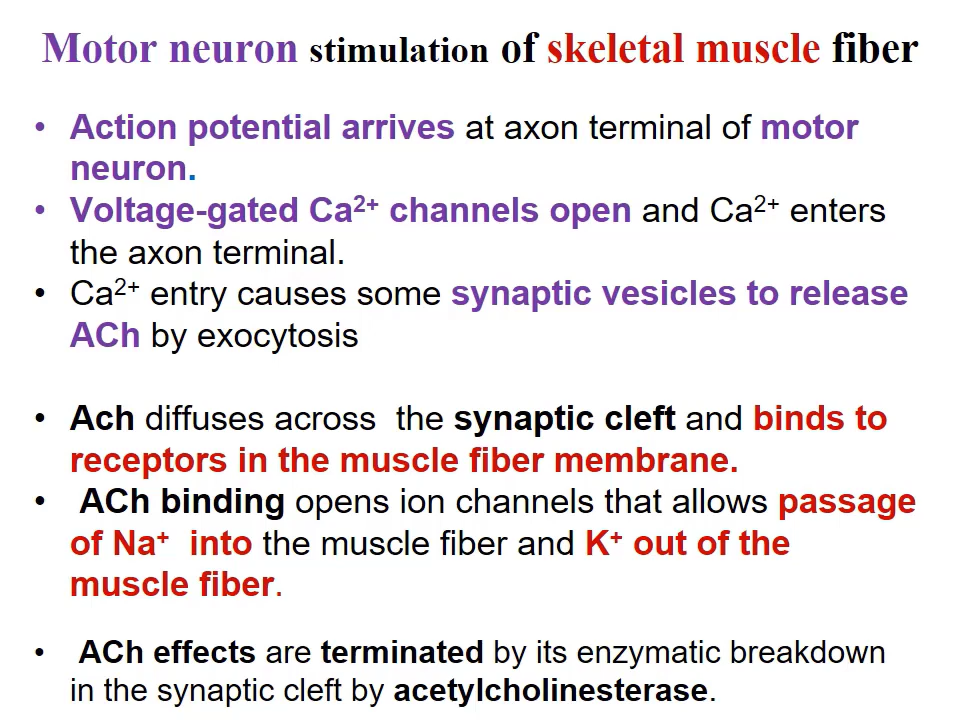 Motor neuron stimulation of skeletal muscle fiber
• Action potential arrives at axon terminal of motor
neuron.
• Voltage-gated Ca²⁺ channels open and Ca²⁺ enters
the axon terminal.
• Ca²⁺ entry causes some synaptic vesicles to release
ACh by exocytosis
• Ach diffuses across the synaptic cleft and binds to
receptors in the muscle fiber membrane.
• ACh binding opens ion channels that allows passage
of Na⁺ into the muscle fiber and K⁺ out of the
muscle fiber.
• ACh effects are terminated by its enzymatic breakdown
in the synaptic cleft by acetylcholinesterase.